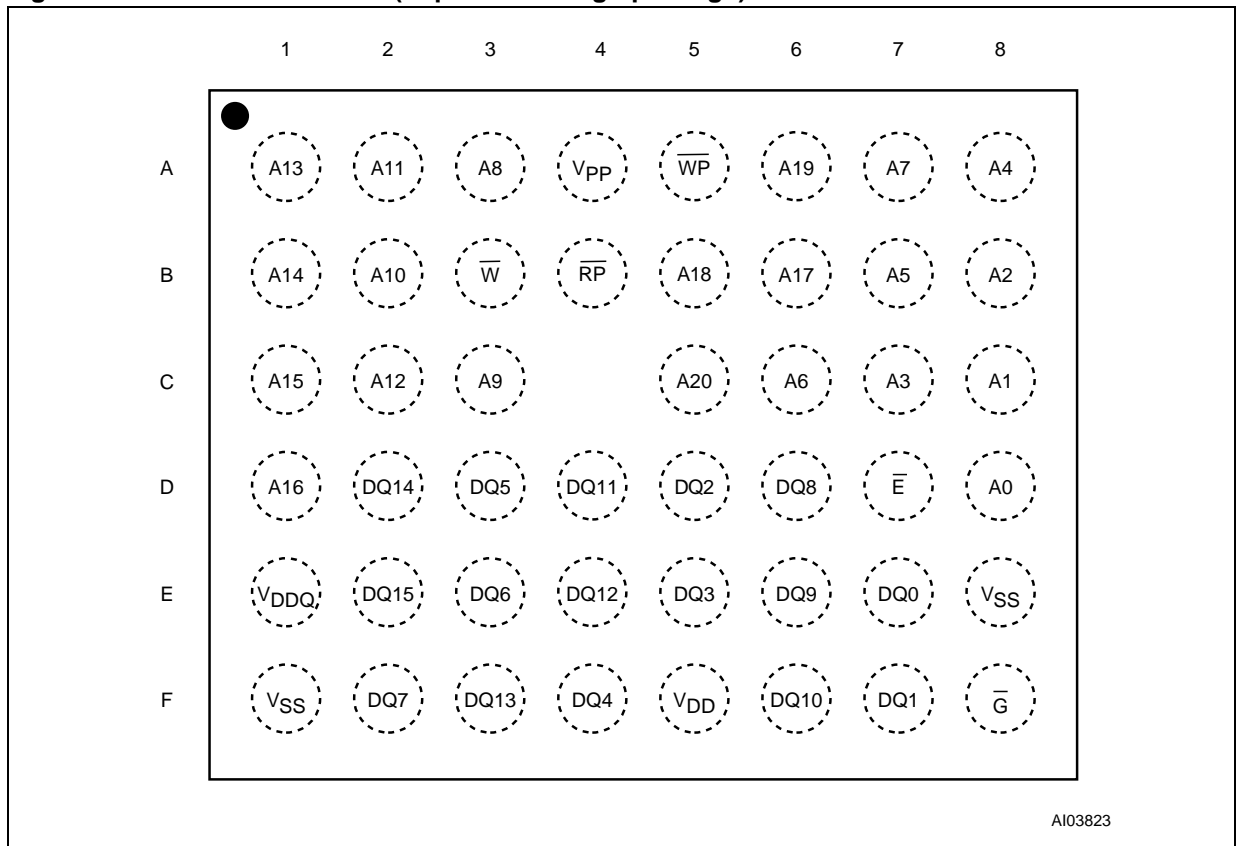 1 2 3 4 5 6 7 8
A A13 A11 A8 VPP W̅P̅ A19 A7 A4
B A14 A10 W̅ R̅P̅ A18 A17 A5 A2
C A15 A12 A9 A20 A6 A3 A1
D A16 DQ14 DQ5 DQ11 DQ2 DQ8 E̅ A0
E VDDQ DQ15 DQ6 DQ12 DQ3 DQ9 DQ0 VSS
F VSS DQ7 DQ13 DQ4 VDD DQ10 DQ1 G̅
AI03823